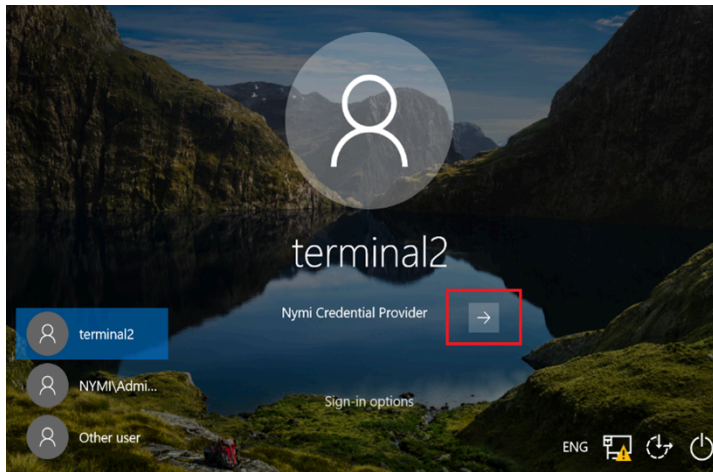 terminal2
Nymi Credential Provider
Sign-in options
terminal2
NYMI\Admi...
Other user
ENG